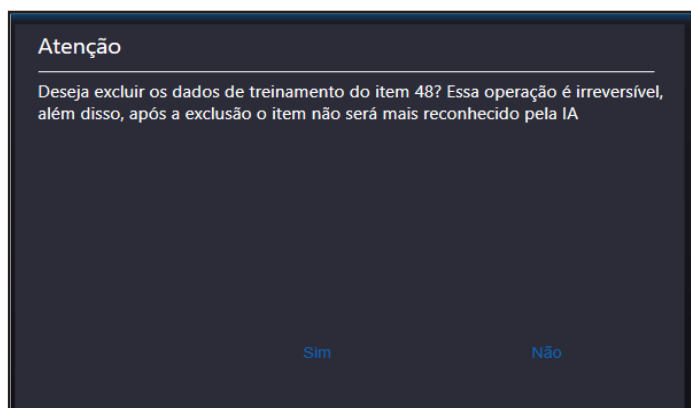 Atenção
Deseja excluir os dados de treinamento do item 48? Essa operação é irreversível,
além disso, após a exclusão o item não será mais reconhecido pela IA
Sim
Não